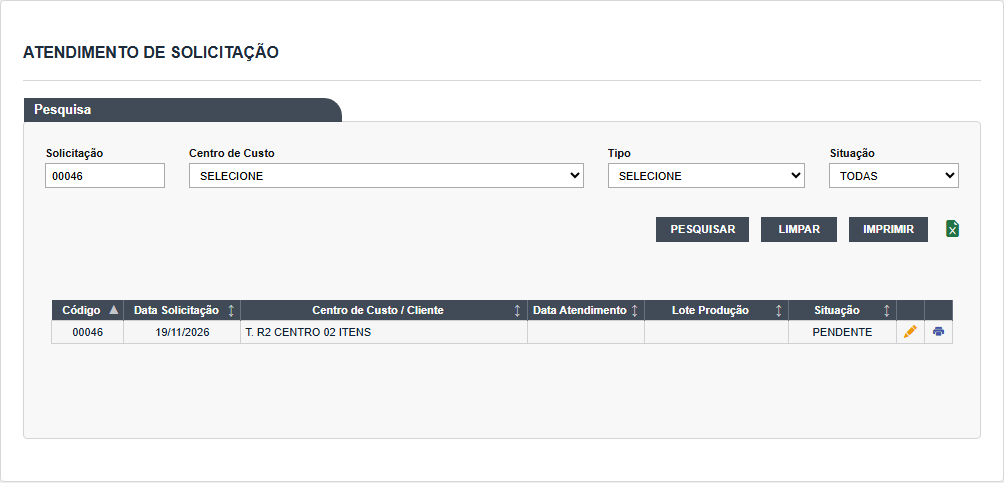 ATENDIMENTO DE SOLICITAÇÃO
Pesquisa
Solicitação Centro de Custo Tipo Situação
00046 SELECIONE SELECIONE TODAS
PESQUISAR LIMPAR IMPRIMIR
Código Data Solicitação Centro de Custo / Cliente Data Atendimento Lote Produção Situação
00046 19/11/2026 T. R2 CENTRO 02 ITENS PENDENTE